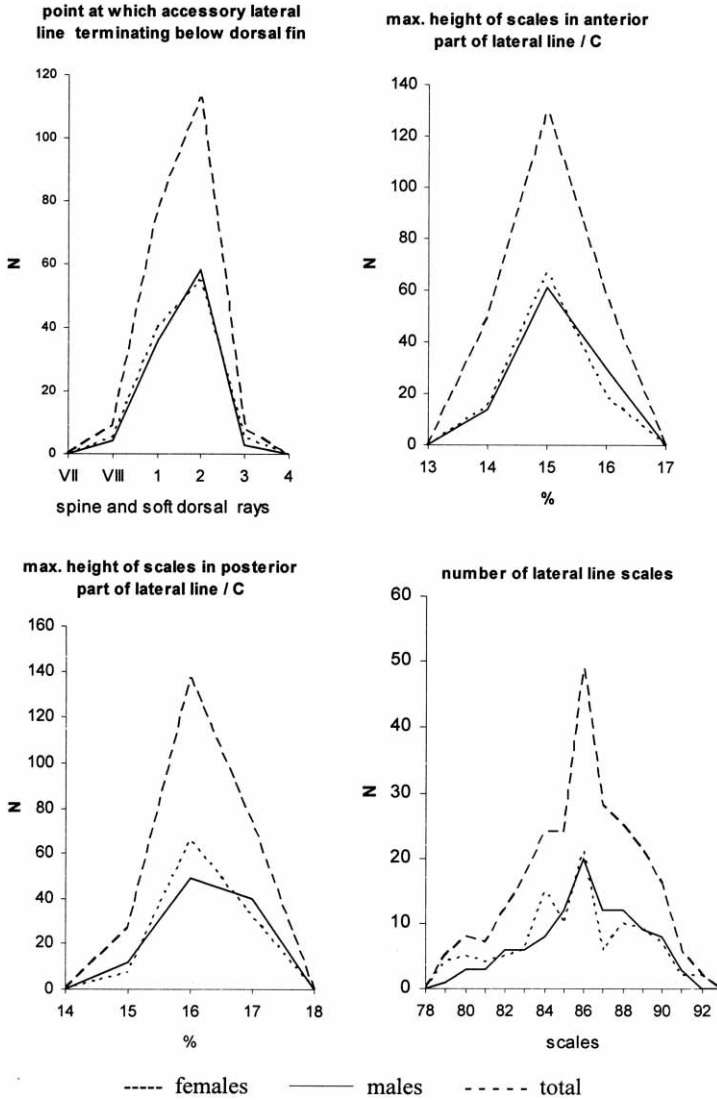 point at which accessory lateral
line terminating below dorsal fin
120
100
80
60
40
20
0
N
VII VIII 1 2 3 4
spine and soft dorsal rays
max. height of scales in anterior
part of lateral line / C
140
120
100
80
60
40
20
0
N
13 14 15 16 17
%
max. height of scales in posterior
part of lateral line / C
160
140
120
100
80
60
40
20
0
N
14 15 16 17 18
%
number of lateral line scales
60
50
40
30
20
10
0
N
78 80 82 84 86 88 90 92
scales
females males total